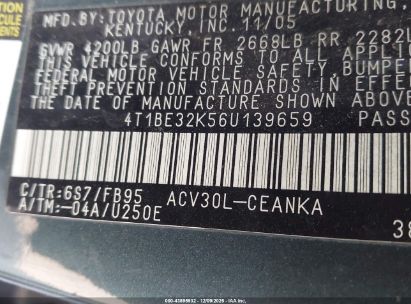 MFD.BY:TOYOTA MOTOR MANUFACTURING,
KENTUCKY, INC. 11/05
GVWR 4200LB GAWR FR 2668LB RR 2282L
THIS VEHICLE CONFORMS TO ALL APPLIC
FEDERAL MOTOR VEHICLE SAFETY, BUMPER
THEFT PREVENTION STANDARDS IN EFFECT
THE DATE OF MANUFACTURE SHOWN ABOVE
4T1BE32K56U139659 PASS
C/TR:6S7/FB95 ACV30L-CEANKA
A/TM:-04A/U250E
38